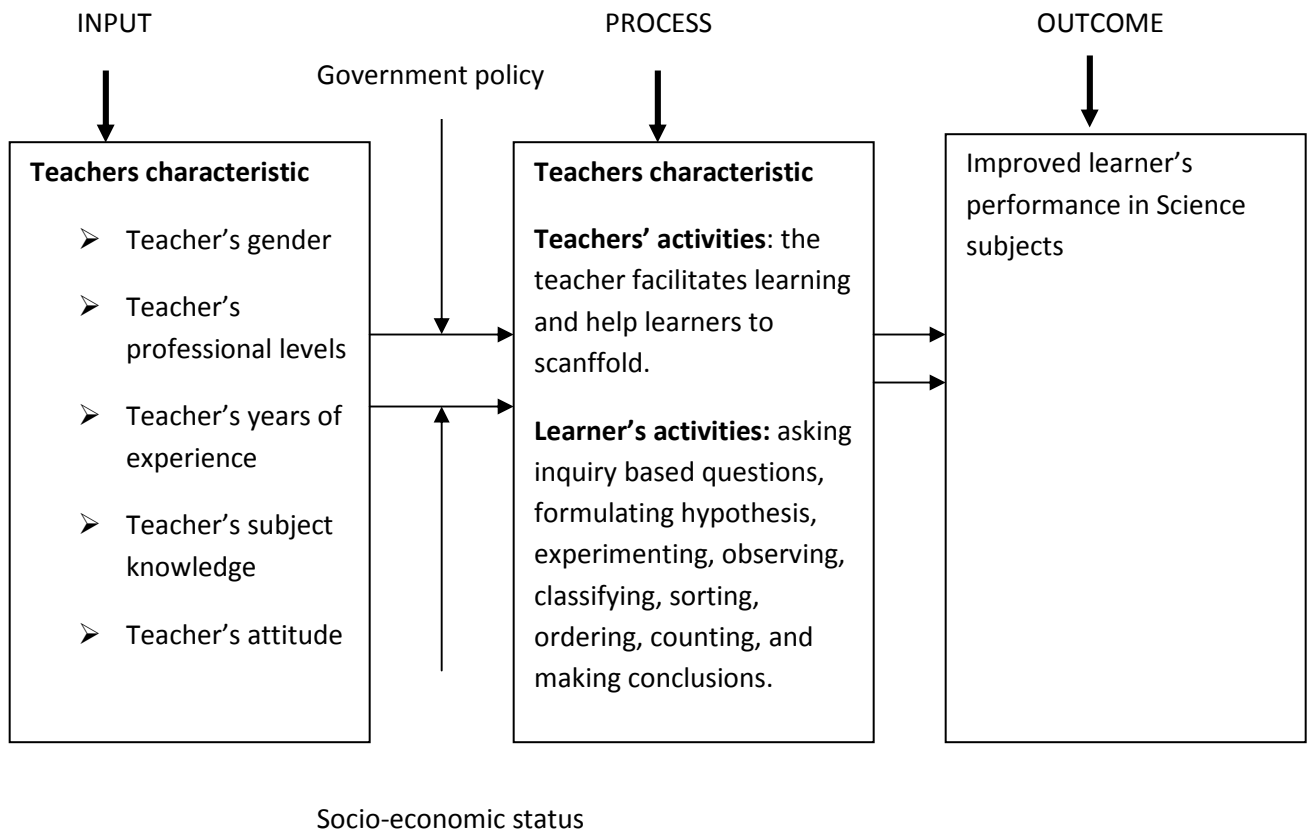 INPUT
PROCESS
OUTCOME
Government policy
Teachers characteristic
➢ Teacher’s gender
➢ Teacher’s
professional levels
➢ Teacher’s years of
experience
➢ Teacher’s subject
knowledge
➢ Teacher’s attitude
Teachers characteristic
Teachers’ activities: the
teacher facilitates learning
and help learners to
scanffold.
Learner’s activities: asking
inquiry based questions,
formulating hypothesis,
experimenting, observing,
classifying, sorting,
ordering, counting, and
making conclusions.
Improved learner’s
performance in Science
subjects
Socio-economic status